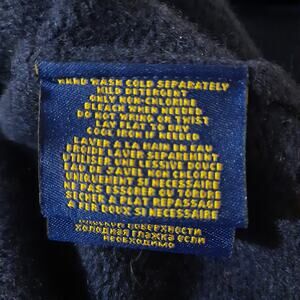 HAND WASH COLD SEPARATELY
MILD DETERGENT
ONLY NON-CHLORINE
BLEACH WHEN NEEDED
DO NOT WRING OR TWIST
LAY FLAT TO DRY
COOL IRON IF NEEDED
LAVER A LA MAIN EN EAU
FROIDE LAVER SEPAREMENT
UTILISER UNE LESSIVE DOUCE
EAU DE JAVEL NON CHLOREE
UNIQUEMENT SI NECESSAIRE
NE PAS ESSORER OU TORDRE
SECHER A PLAT REPASSAGE
FER DOUX SI NECESSAIRE
ПОВЕРХНОСТИ
ХОЛОДНАЯ ГЛАЖКА ЕСЛИ
НЕОБХОДИМО